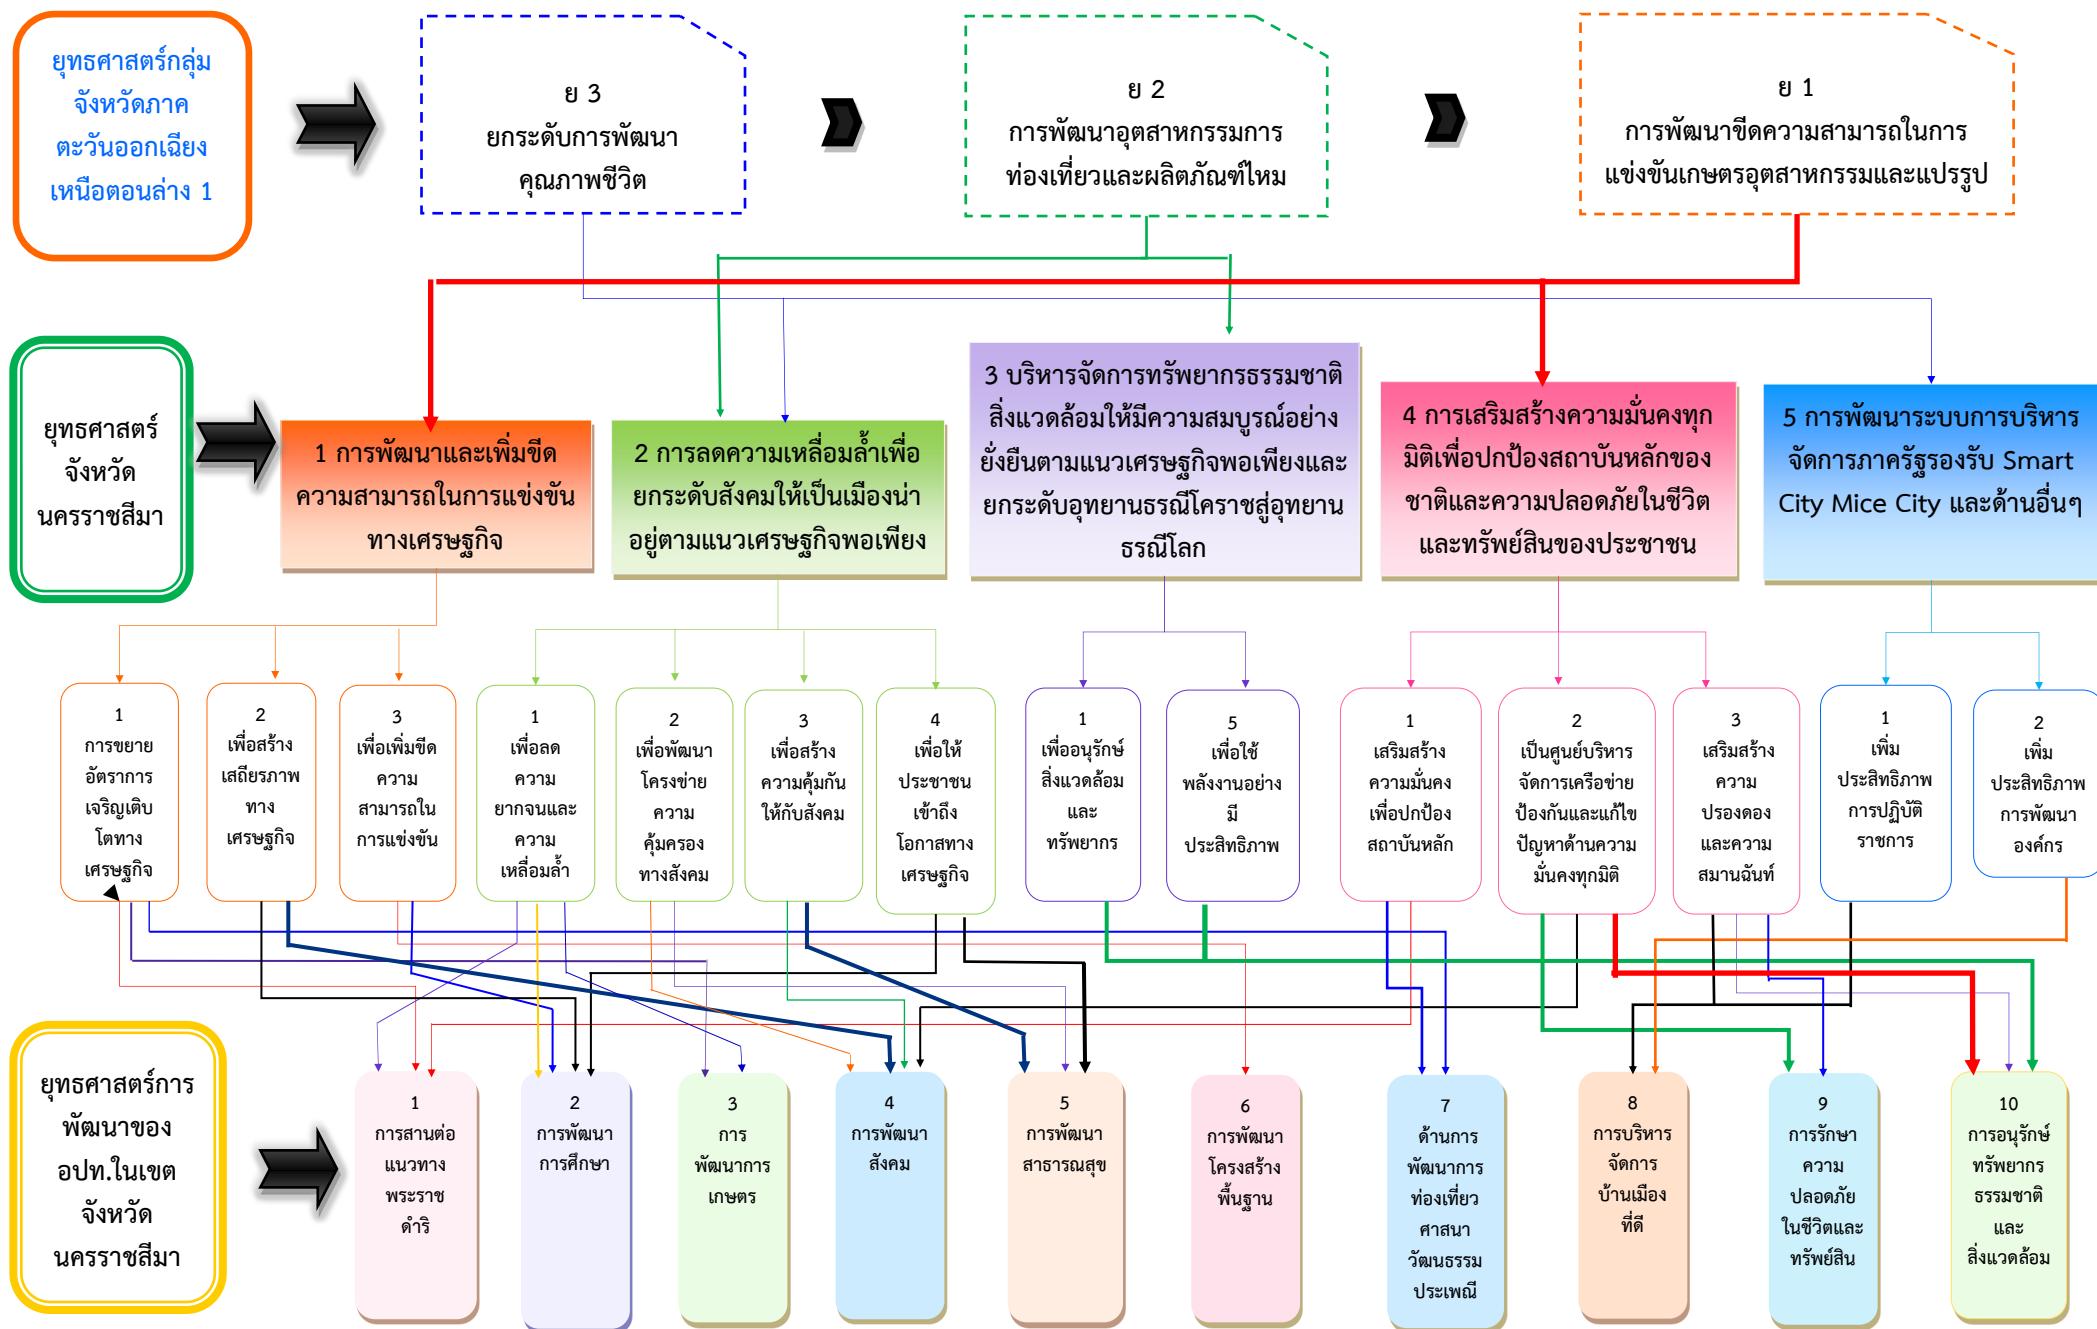 ยุทธศาสตร์กลุ่ม
จังหวัดภาค
ตะวันออกเฉียง
เหนือตอนล่าง 1
ย 3
ยกระดับการพัฒนา
คุณภาพชีวิต
ย 2
การพัฒนาอุตสาหกรรมการ
ท่องเที่ยวและผลิตภัณฑ์ไหม
ย 1
การพัฒนาขีดความสามารถในการ
แข่งขันเกษตรอุตสาหกรรมและแปรรูป
ยุทธศาสตร์
จังหวัด
นครราชสีมา
1 การพัฒนาและเพิ่มขีด
ความสามารถในการแข่งขัน
ทางเศรษฐกิจ
2 การลดความเหลื่อมล้ำเพื่อ
ยกระดับสังคมให้เป็นเมืองน่า
อยู่ตามแนวเศรษฐกิจพอเพียง
3 บริหารจัดการทรัพยากรธรรมชาติ
สิ่งแวดล้อมให้มีความสมบูรณ์อย่าง
ยั่งยืนตามแนวเศรษฐกิจพอเพียงและ
ยกระดับอุทยานธรณีโคราชสู่อุทยาน
ธรณีโลก
4 การเสริมสร้างความมั่นคงทุก
มิติเพื่อปกป้องสถาบันหลักของ
ชาติและความปลอดภัยในชีวิต
และทรัพย์สินของประชาชน
5 การพัฒนาระบบการบริหาร
จัดการภาครัฐรองรับ Smart
City Mice City และด้านอื่นๆ
1
การขยาย
อัตราการ
เจริญเติบ
โตทาง
เศรษฐกิจ
2
เพื่อสร้าง
เสถียรภาพ
ทาง
เศรษฐกิจ
3
เพื่อเพิ่มขีด
ความ
สามารถใน
การแข่งขัน
1
เพื่อลด
ความ
ยากจนและ
ความ
เหลื่อมล้ำ
2
เพื่อพัฒนา
โครงข่าย
ความ
คุ้มครอง
ทางสังคม
3
เพื่อสร้าง
ความคุ้มกัน
ให้กับสังคม
4
เพื่อให้
ประชาชน
เข้าถึง
โอกาสทาง
เศรษฐกิจ
1
เพื่ออนุรักษ์
สิ่งแวดล้อม
และ
ทรัพยากร
5
เพื่อใช้
พลังงานอย่าง
มี
ประสิทธิภาพ
1
เสริมสร้าง
ความมั่นคง
เพื่อปกป้อง
สถาบันหลัก
2
เป็นศูนย์บริหาร
จัดการเครือข่าย
ป้องกันและแก้ไข
ปัญหาด้านความ
มั่นคงทุกมิติ
3
เสริมสร้าง
ความ
ปรองดอง
และความ
สมานฉันท์
1
เพิ่ม
ประสิทธิภาพ
การปฏิบัติ
ราชการ
2
เพิ่ม
ประสิทธิภาพ
การพัฒนา
องค์กร
ยุทธศาสตร์การ
พัฒนาของ
อปท.ในเขต
จังหวัด
นครราชสีมา
1
การสานต่อ
แนวทาง
พระราช
ดำริ
2
การพัฒนา
การศึกษา
3
การ
พัฒนาการ
เกษตร
4
การพัฒนา
สังคม
5
การพัฒนา
สาธารณสุข
6
การพัฒนา
โครงสร้าง
พื้นฐาน
7
ด้านการ
พัฒนาการ
ท่องเที่ยว
ศาสนา
วัฒนธรรม
ประเพณี
8
การบริหาร
จัดการ
บ้านเมือง
ที่ดี
9
การรักษา
ความ
ปลอดภัย
ในชีวิตและ
ทรัพย์สิน
10
การอนุรักษ์
ทรัพยากร
ธรรมชาติ
และ
สิ่งแวดล้อม